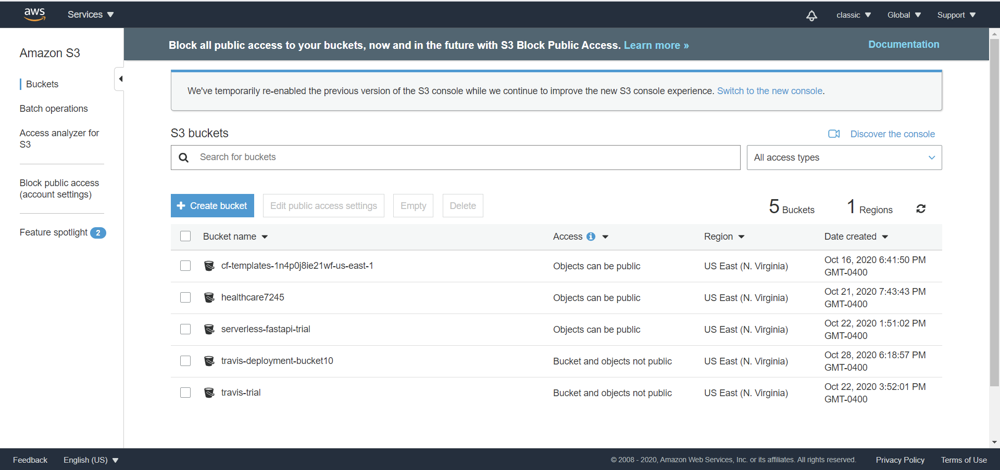 aws Services classic Global Support
Amazon S3
Buckets
Batch operations
Access analyzer for
S3
Block public access
(account settings)
Feature spotlight 2
Block all public access to your buckets, now and in the future with S3 Block Public Access. Learn more » Documentation
We've temporarily re-enabled the previous version of the S3 console while we continue to improve the new S3 console experience. Switch to the new console.
S3 buckets Discover the console
Search for buckets All access types
Create bucket Edit public access settings Empty Delete 5 Buckets 1 Regions
Bucket name Access Region Date created
cf-templates-1n4p0j8ie21wf-us-east-1 Objects can be public US East (N. Virginia) Oct 16, 2020 6:41:50 PM
GMT-0400
healthcare7245 Objects can be public US East (N. Virginia) Oct 21, 2020 7:43:43 PM
GMT-0400
serverless-fastapi-trial Objects can be public US East (N. Virginia) Oct 22, 2020 1:51:02 PM
GMT-0400
travis-deployment-bucket10 Bucket and objects not public US East (N. Virginia) Oct 28, 2020 6:18:57 PM
GMT-0400
travis-trial Bucket and objects not public US East (N. Virginia) Oct 22, 2020 3:52:01 PM
GMT-0400
Feedback English (US) © 2008 - 2020, Amazon Web Services, Inc. or its affiliates. All rights reserved. Privacy Policy Terms of Use